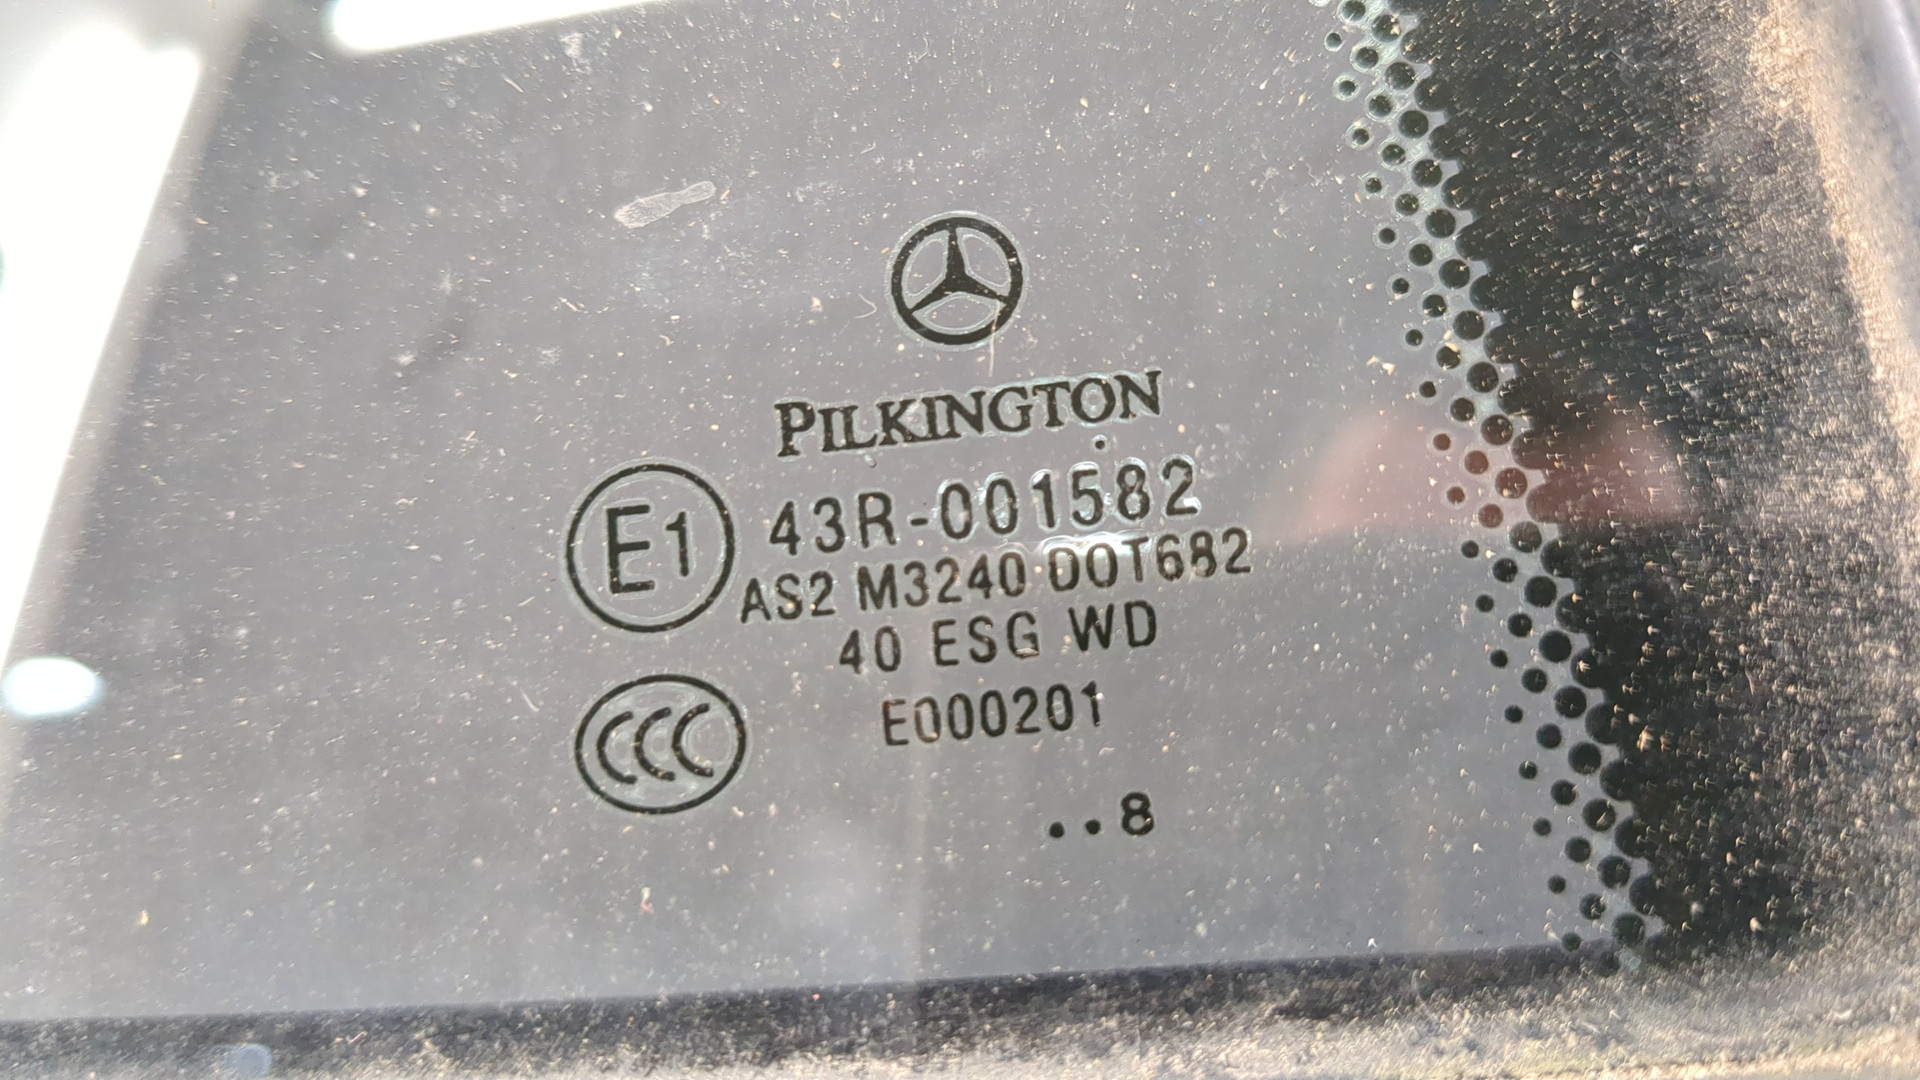 PILKINGTON
E1 43R-001582
AS2 M3240 DOT682
40 ESG WD
CCC E000201
..8